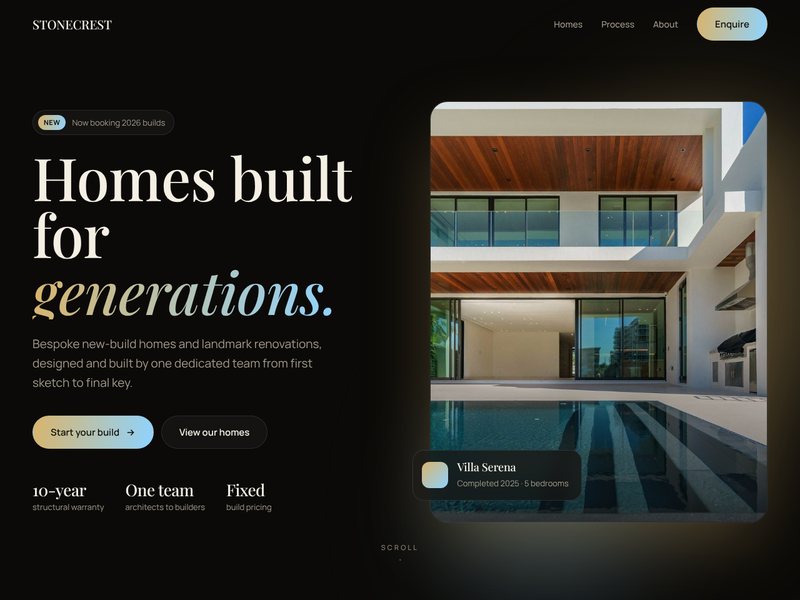 STONECREST
Homes Process About Enquire
NEW Now booking 2026 builds
Homes built
for
generations.
Bespoke new-build homes and landmark renovations,
designed and built by one dedicated team from first
sketch to final key.
Start your build → View our homes
10-year One team Fixed
structural warranty architects to builders build pricing
Villa Serena
Completed 2025 · 5 bedrooms
SCROLL